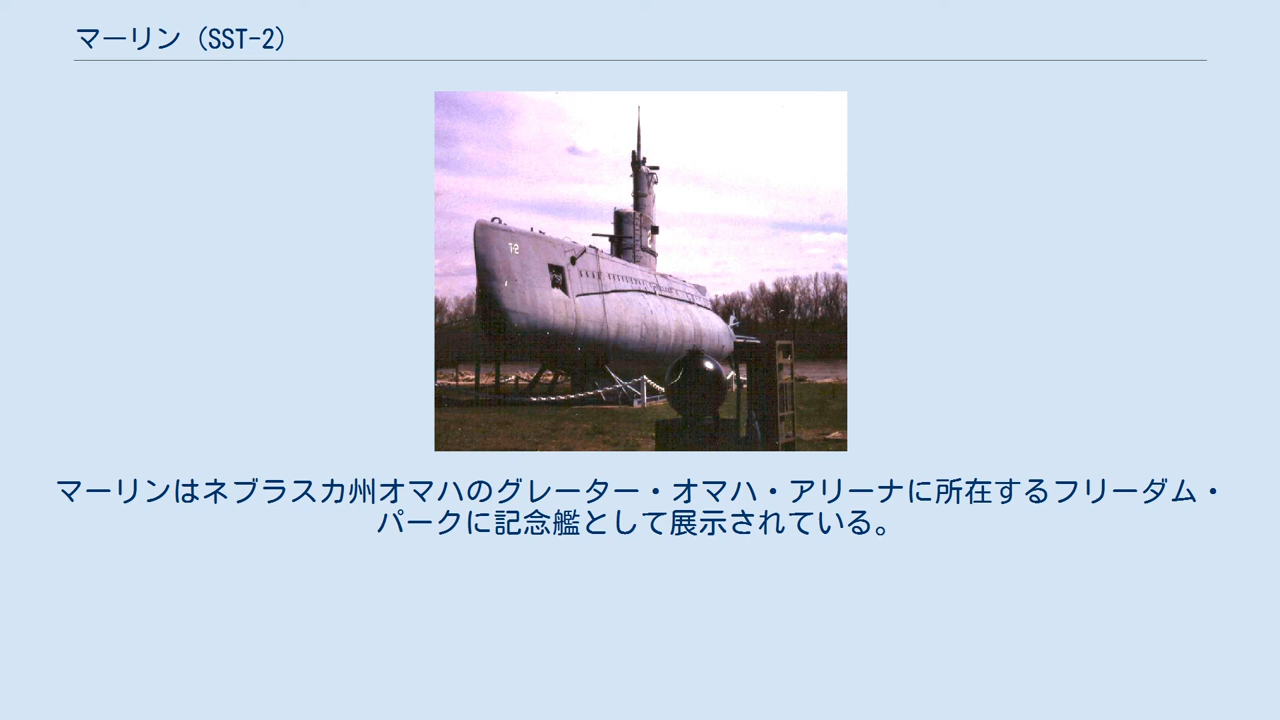 マーリン（SST-2）
T-2
2
マーリンはネブラスカ州オマハのグレーター・オマハ・アリーナに所在するフリーダム・
パークに記念艦として展示されている。